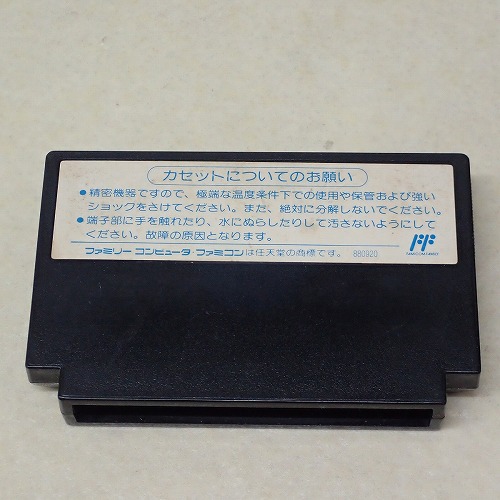 カセットについてのお願い
●精密機器ですので、極端な温度条件下での使用や保管および強い
ショックをさけてください。また、絶対に分解しないでください。
●端子部に手を触れたり、水にぬらしたりして汚さないようにして
ください。故障の原因となります。
ファミリーコンピュータ・ファミコンは任天堂の商標です。 880920
FF
FAMICOM FAMILY